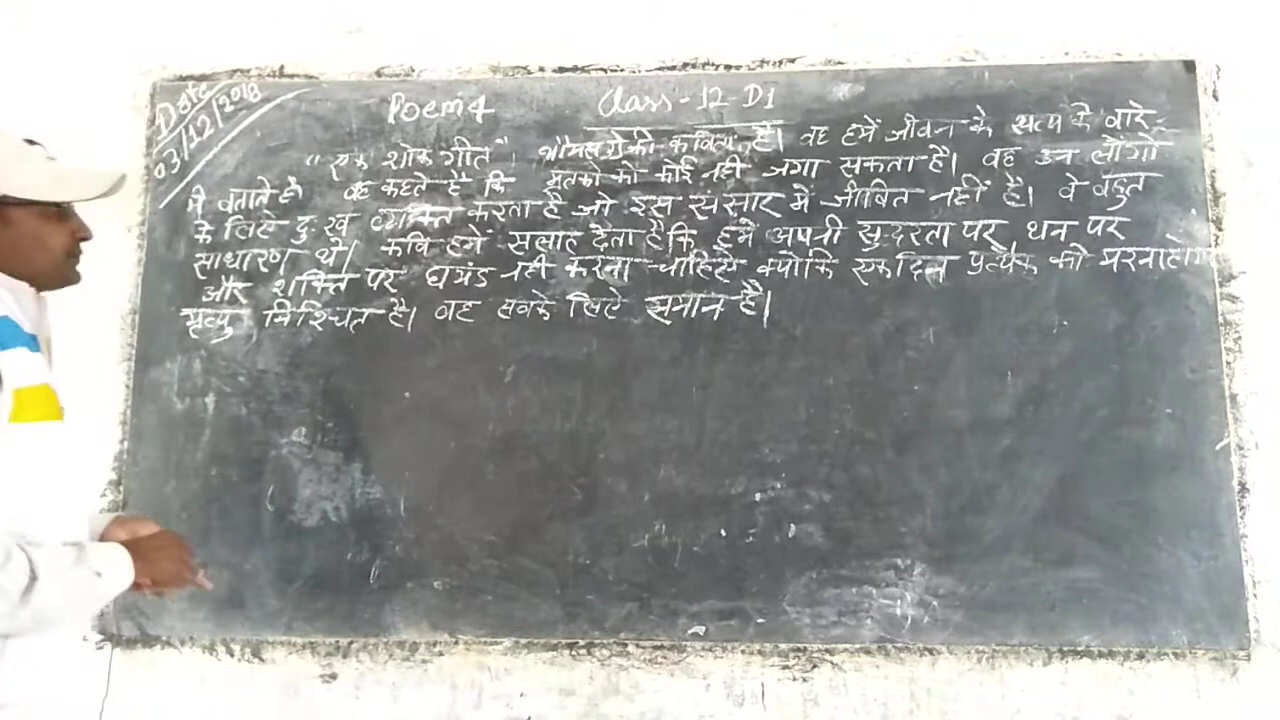 Date
03/12/2018
Poem 4 Class-12-D1
"एक शोक गीत" थॉमस ग्रे की कविता है। वह हमें जीवन के सत्य के बारे
मे बताते है। वह कहते है कि मृतको को कोई नही जगा सकता है। वह उन लोगो
के लिऐ दुःख व्यक्ति करता है जो इस संसार में जीवित नहीं है। वे बहुत
साधारण थे। कवि हमें सलाह देता है कि हमें अपनी सुन्दरता पर, धन पर
और शक्ति पर घमंड नही करना चाहिऐ क्योंकि एक दिन प्रत्येक को मरना होगा
मृत्यु निश्चित है। वह सबके लिऐ समान है।